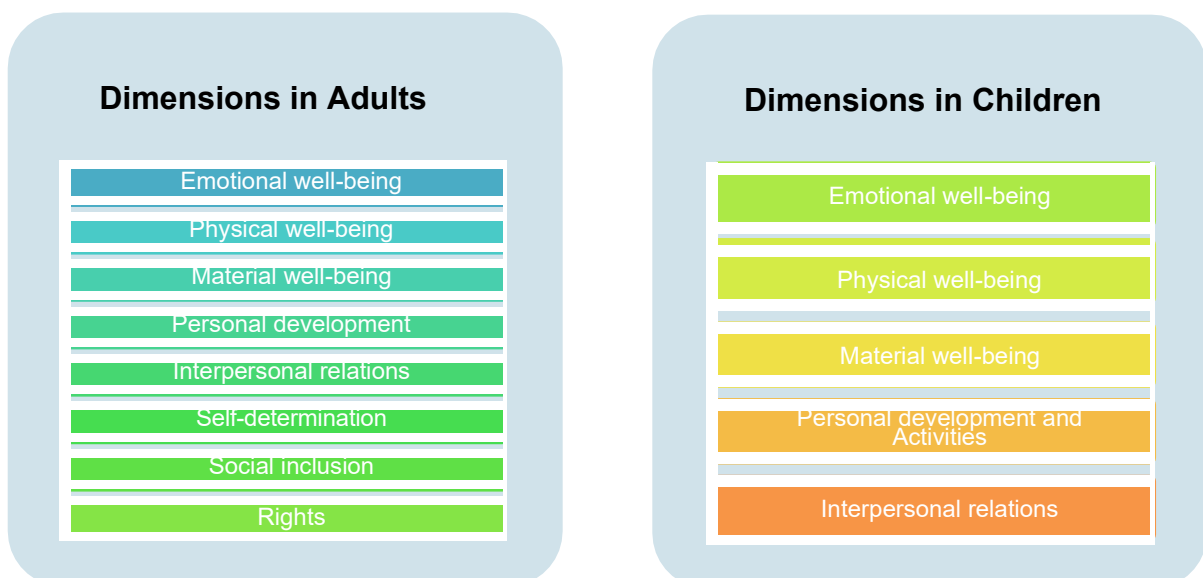 Dimensions in Adults
Emotional well-being
Physical well-being
Material well-being
Personal development
Interpersonal relations
Self-determination
Social inclusion
Rights
Dimensions in Children
Emotional well-being
Physical well-being
Material well-being
Personal development and
Activities
Interpersonal relations